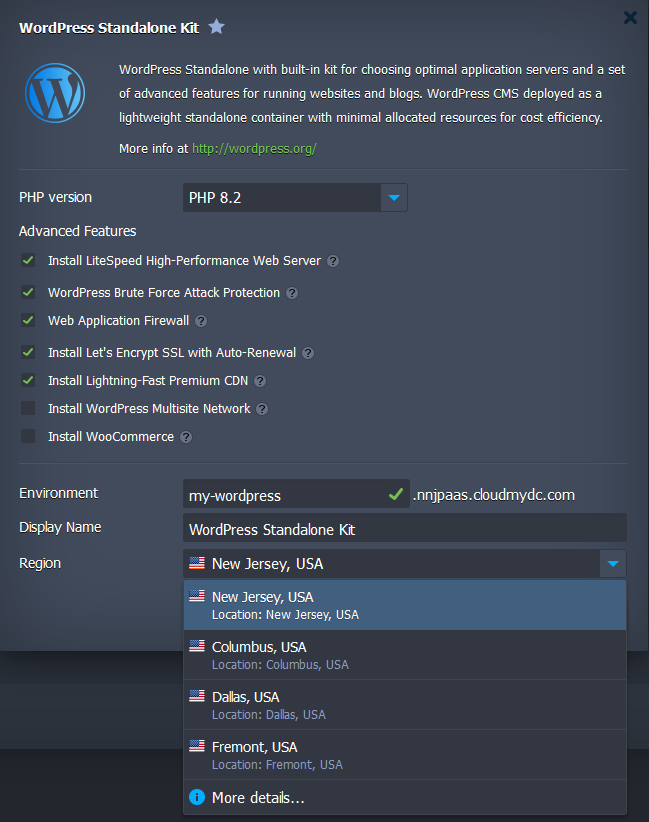 WordPress Standalone Kit
WordPress Standalone with built-in kit for choosing optimal application servers and a set
of advanced features for running websites and blogs. WordPress CMS deployed as a
lightweight standalone container with minimal allocated resources for cost efficiency.
More info at http://wordpress.org/
PHP version PHP 8.2
Advanced Features
Install LiteSpeed High-Performance Web Server ?
WordPress Brute Force Attack Protection ?
Web Application Firewall ?
Install Let's Encrypt SSL with Auto-Renewal ?
Install Lightning-Fast Premium CDN ?
Install WordPress Multisite Network ?
Install WooCommerce ?
Environment my-wordpress .nnjpaas.cloudmydc.com
Display Name WordPress Standalone Kit
Region New Jersey, USA
New Jersey, USA
Location: New Jersey, USA
Columbus, USA
Location: Columbus, USA
Dallas, USA
Location: Dallas, USA
Fremont, USA
Location: Fremont, USA
More details...